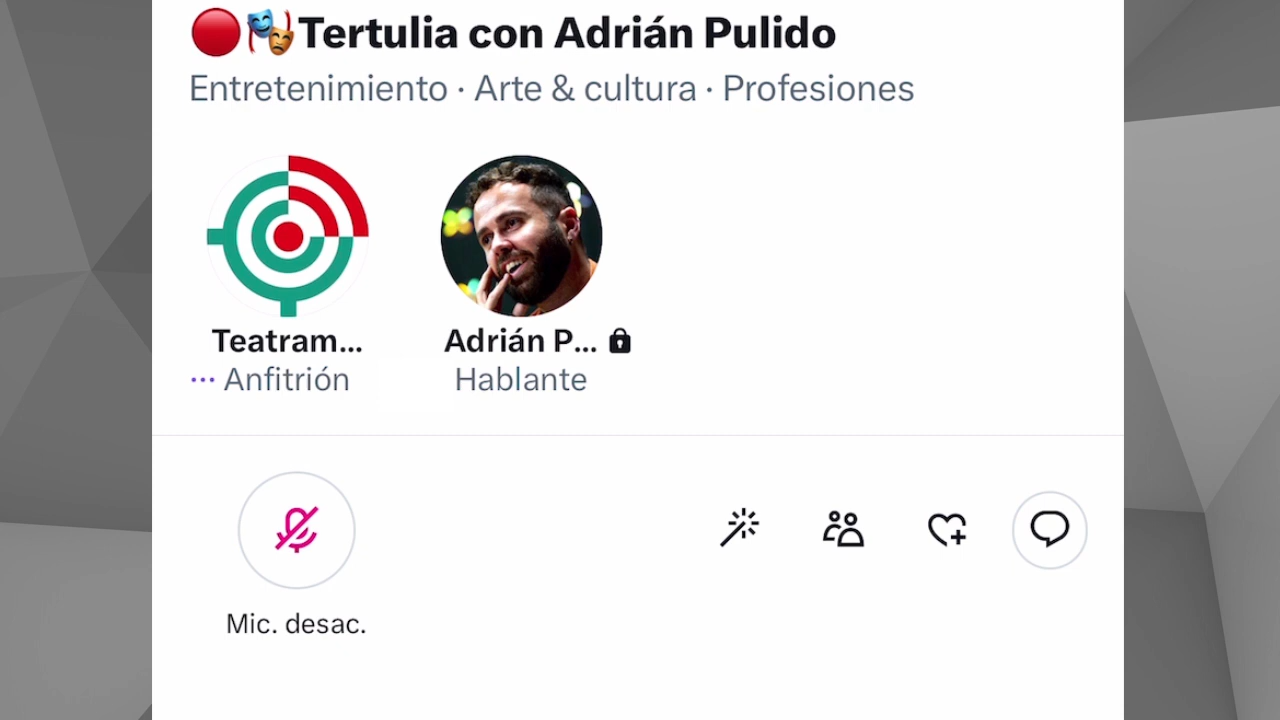 🔴🎭Tertulia con Adrián Pulido
Entretenimiento · Arte & cultura · Profesiones
Teatram...
Adrián P...
Anfitrión
Hablante
Mic. desac.